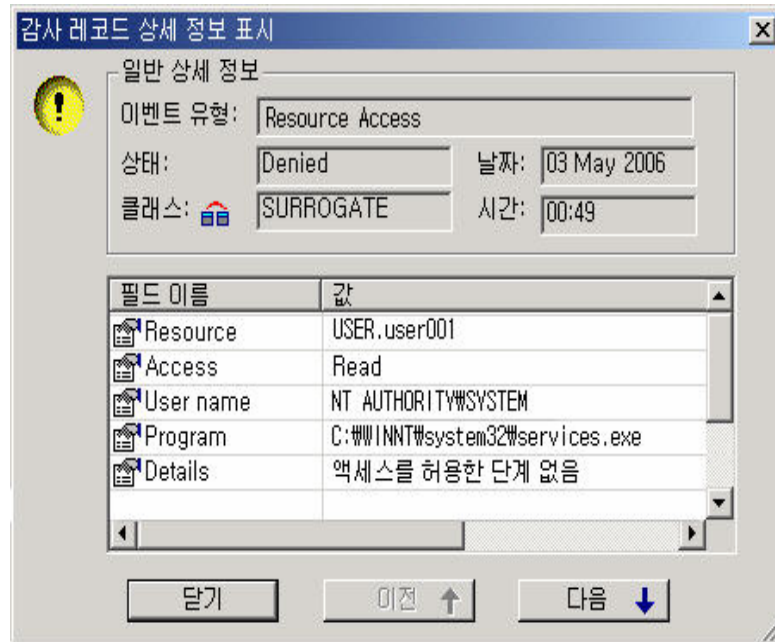 감사 레코드 상세 정보 표시
일반 상세 정보
이벤트 유형: Resource Access
상태: Denied 날짜: 03 May 2006
클래스: SURROGATE 시간: 00:49
필드 이름 값
Resource USER.user001
Access Read
User name NT AUTHORITY₩SYSTEM
Program C:₩WINNT₩system32₩services.exe
Details 액세스를 허용한 단계 없음
닫기 이전 다음